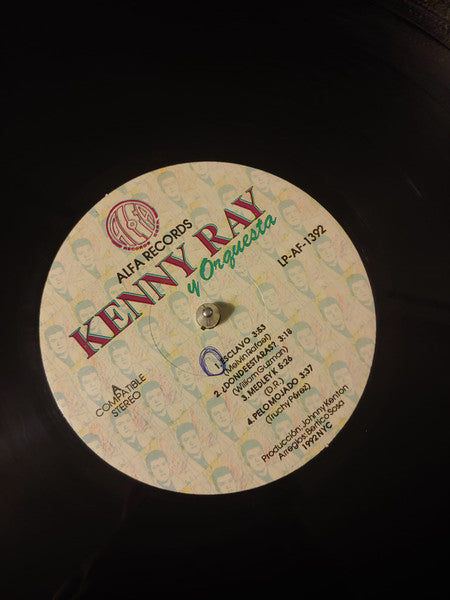 ALFA RECORDS
KENNY RAY
y Orquesta
LP-AF-1392
A
COMPATIBLE
STEREO
1. ESCLAVO 3:53
(Melvin Rafael)
2. ¿DONDE ESTARAS?, 3:18
(William Guzman)
3. MEDLEY K 6:26
(D.R.)
4. PELO MOJADO 3:37
(Truchy Pérez)
Producción: Johnny Kenton
Arreglos: Bertico Sosa
1992 NYC